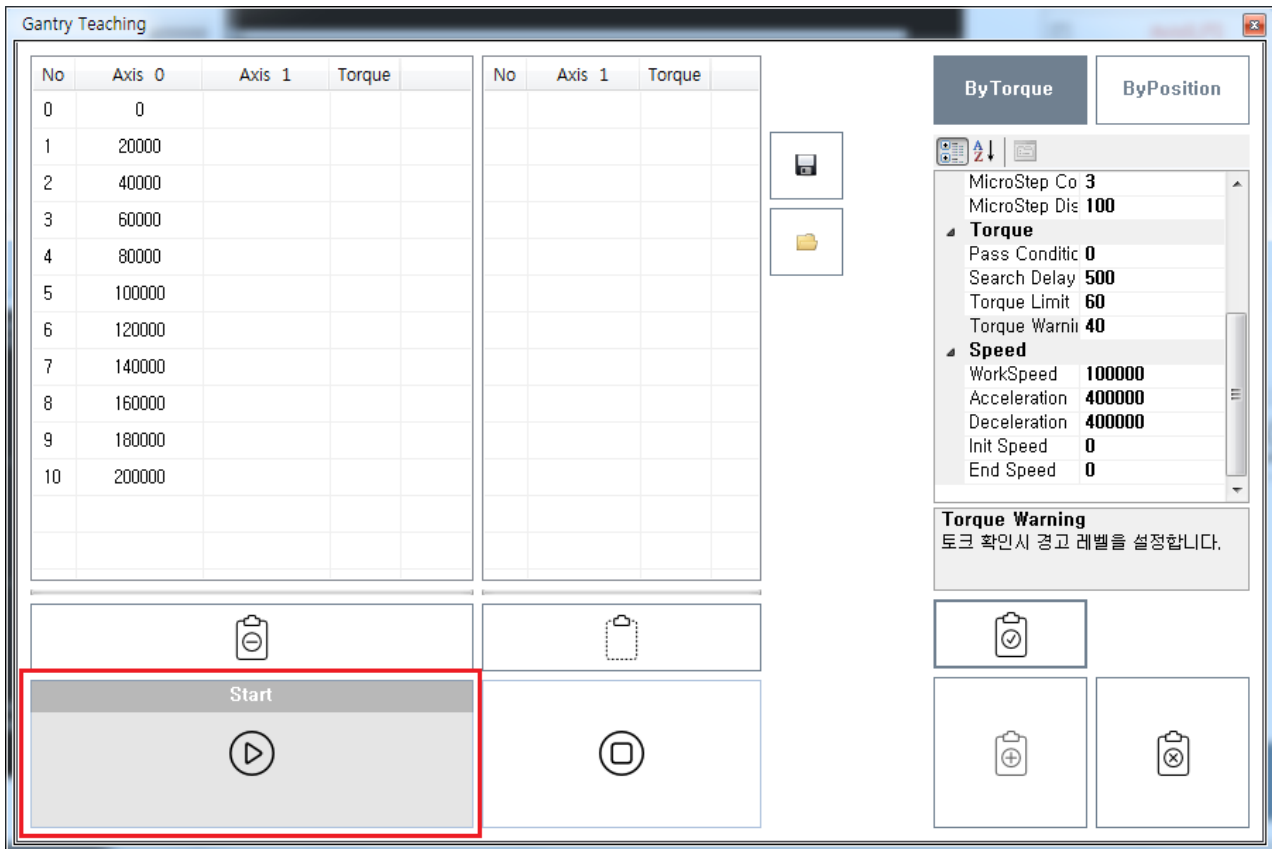 Gantry Teaching
No Axis 0 Axis 1 Torque
0 0
1 20000
2 40000
3 60000
4 80000
5 100000
6 120000
7 140000
8 160000
9 180000
10 200000
No Axis 1 Torque
ByTorque ByPosition
MicroStep Co 3
MicroStep Dis 100
Torque
Pass Conditic 0
Search Delay 500
Torque Limit 60
Torque Warnii 40
Speed
WorkSpeed 100000
Acceleration 400000
Deceleration 400000
Init Speed 0
End Speed 0
Torque Warning
토크 확인시 경고 레벨을 설정합니다.
Start